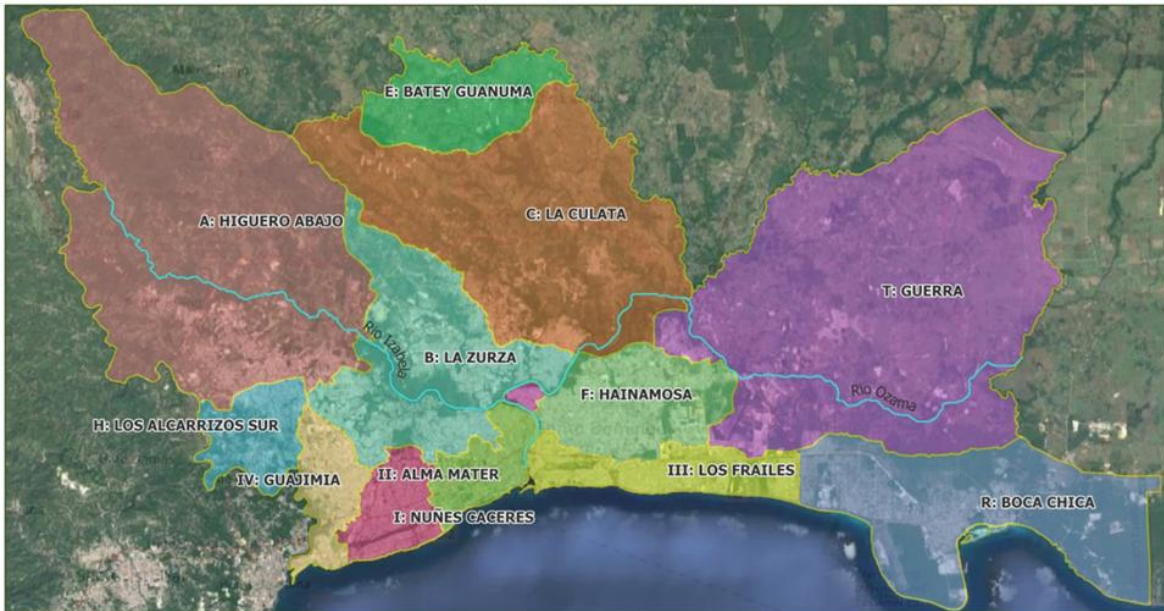 E: BATEY GUANUMA
A: HIGUERO ABAJO
C: LA CULATA
T: GUERRA
Rio Izabela
B: LA ZURZA
F: HAINAMOSA
Rio Ozama
H: LOS ALCARRIZOS SUR
IV: GUAJIMIA
II: ALMA MATER
III: LOS FRAILES
R: BOCA CHICA
I: NUÑES CACERES